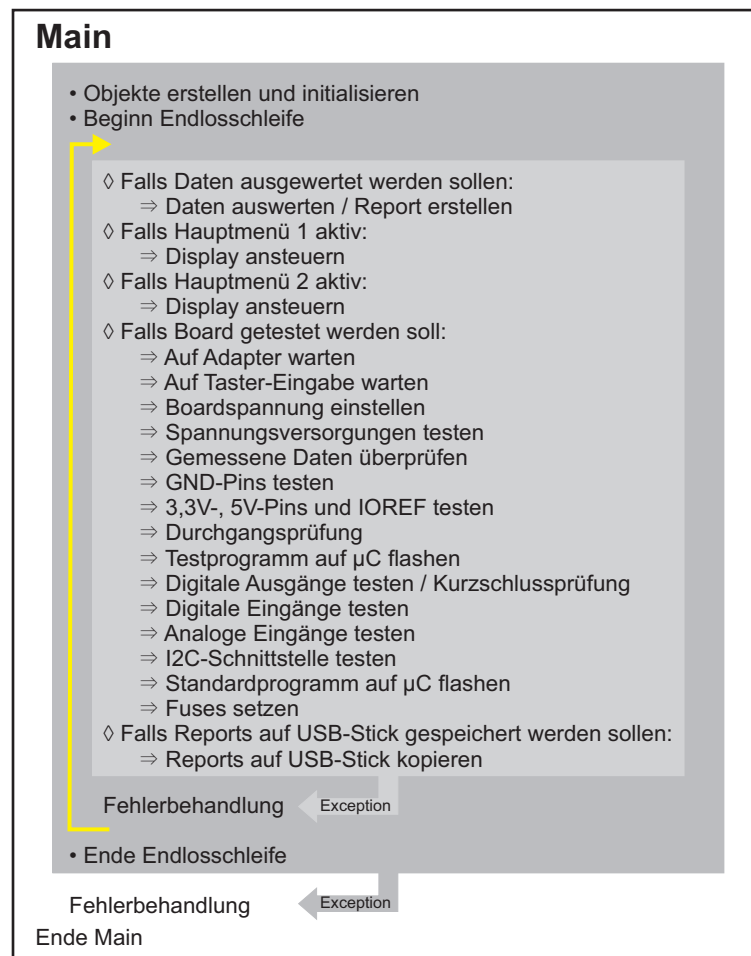 Main
• Objekte erstellen und initialisieren
• Beginn Endlosschleife
◊ Falls Daten ausgewertet werden sollen:
⇒ Daten auswerten / Report erstellen
◊ Falls Hauptmenü 1 aktiv:
⇒ Display ansteuern
◊ Falls Hauptmenü 2 aktiv:
⇒ Display ansteuern
◊ Falls Board getestet werden soll:
⇒ Auf Adapter warten
⇒ Auf Taster-Eingabe warten
⇒ Boardspannung einstellen
⇒ Spannungsversorgungen testen
⇒ Gemessene Daten überprüfen
⇒ GND-Pins testen
⇒ 3,3V-, 5V-Pins und IOREF testen
⇒ Durchgangsprüfung
⇒ Testprogramm auf µC flashen
⇒ Digitale Ausgänge testen / Kurzschlussprüfung
⇒ Digitale Eingänge testen
⇒ Analoge Eingänge testen
⇒ I2C-Schnittstelle testen
⇒ Standardprogramm auf µC flashen
⇒ Fuses setzen
◊ Falls Reports auf USB-Stick gespeichert werden sollen:
⇒ Reports auf USB-Stick kopieren
Fehlerbehandlung Exception
• Ende Endlosschleife
Fehlerbehandlung Exception
Ende Main